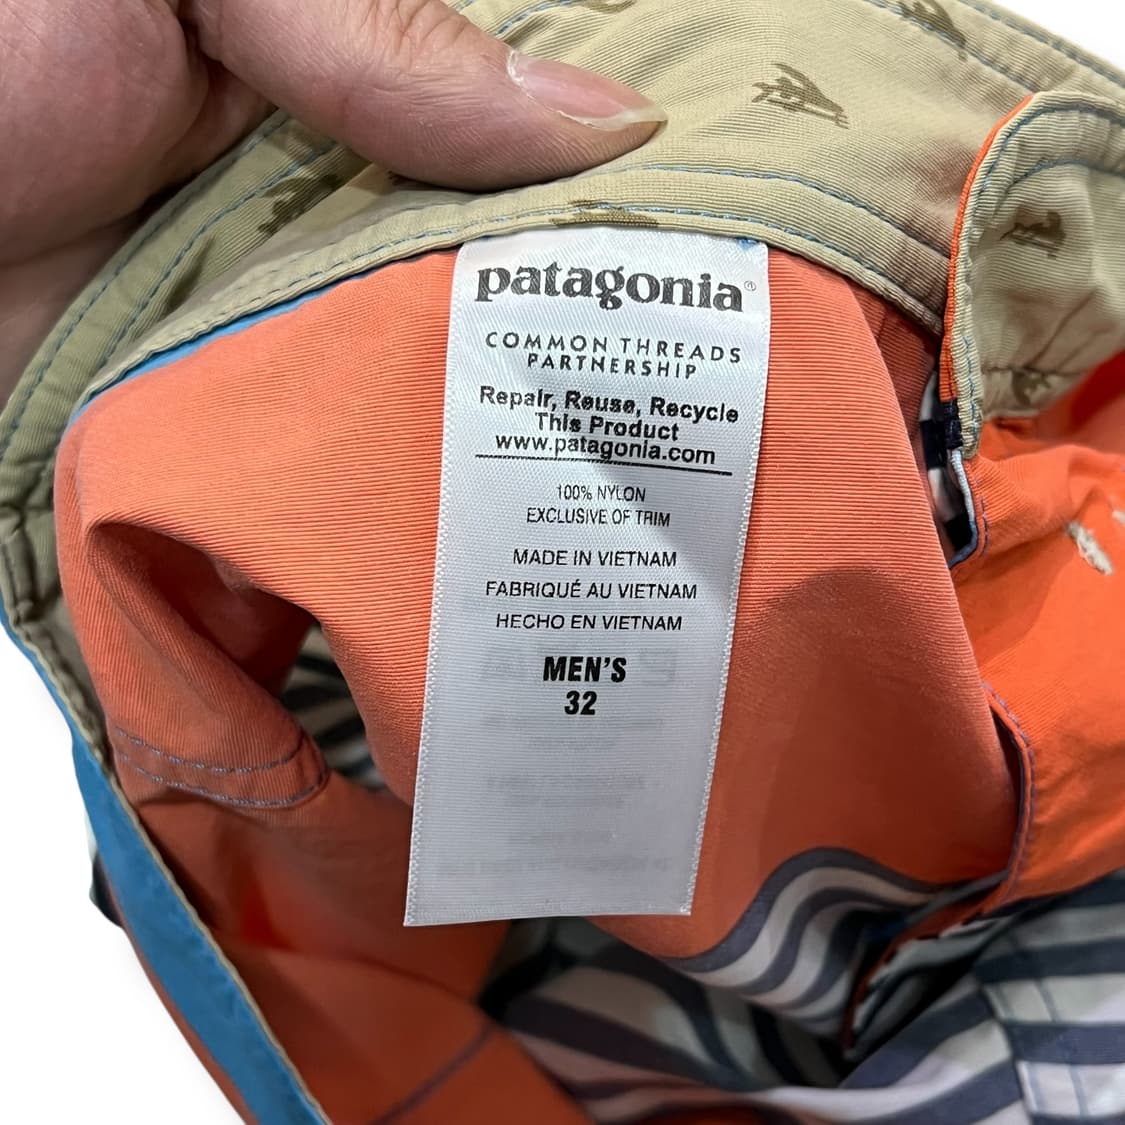 patagonia®
COMMON THREADS
PARTNERSHIP
Repair, Reuse, Recycle
This Product
www.patagonia.com
100% NYLON
EXCLUSIVE OF TRIM
MADE IN VIETNAM
FABRIQUÉ AU VIETNAM
HECHO EN VIETNAM
MEN'S
32